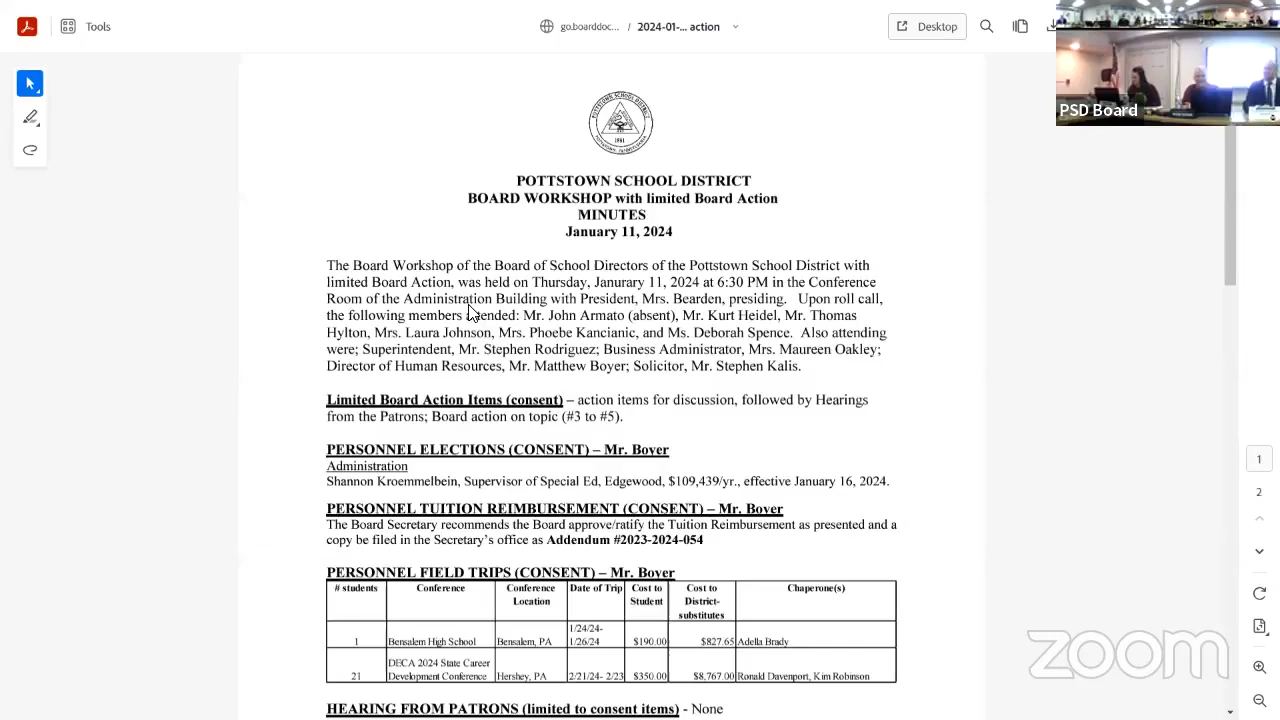 Tools
go.boarddoc... / 2024-01-... action
Desktop
PSD Board
1861
POTTSTOWN SCHOOL DISTRICT
BOARD WORKSHOP with limited Board Action
MINUTES
January 11, 2024
The Board Workshop of the Board of School Directors of the Pottstown School District with
limited Board Action, was held on Thursday, Janurary 11, 2024 at 6:30 PM in the Conference
Room of the Administration Building with President, Mrs. Bearden, presiding. Upon roll call,
the following members attended: Mr. John Armato (absent), Mr. Kurt Heidel, Mr. Thomas
Hylton, Mrs. Laura Johnson, Mrs. Phoebe Kancianic, and Ms. Deborah Spence. Also attending
were; Superintendent, Mr. Stephen Rodriguez; Business Administrator, Mrs. Maureen Oakley;
Director of Human Resources, Mr. Matthew Boyer; Solicitor, Mr. Stephen Kalis.
Limited Board Action Items (consent) – action items for discussion, followed by Hearings
from the Patrons; Board action on topic (#3 to #5).
PERSONNEL ELECTIONS (CONSENT) – Mr. Boyer
Administration
Shannon Kroemmelbein, Supervisor of Special Ed, Edgewood, $109,439/yr., effective January 16, 2024.
PERSONNEL TUITION REIMBURSEMENT (CONSENT) – Mr. Boyer
The Board Secretary recommends the Board approve/ratify the Tuition Reimbursement as presented and a
copy be filed in the Secretary's office as Addendum #2023-2024-054
PERSONNEL FIELD TRIPS (CONSENT) – Mr. Boyer
# students Conference Conference Location Date of Trip Cost to Student Cost to District-substitutes Chaperone(s)
1 Bensalem High School Bensalem, PA 1/24/24-1/26/24 $190.00 $827.65 Adella Brady
21 DECA 2024 State Career Development Conference Hershey, PA 2/21/24- 2/23 $350.00 $8,767.00 Ronald Davenport, Kim Robinson
HEARING FROM PATRONS (limited to consent items) - None
1
2
zoom